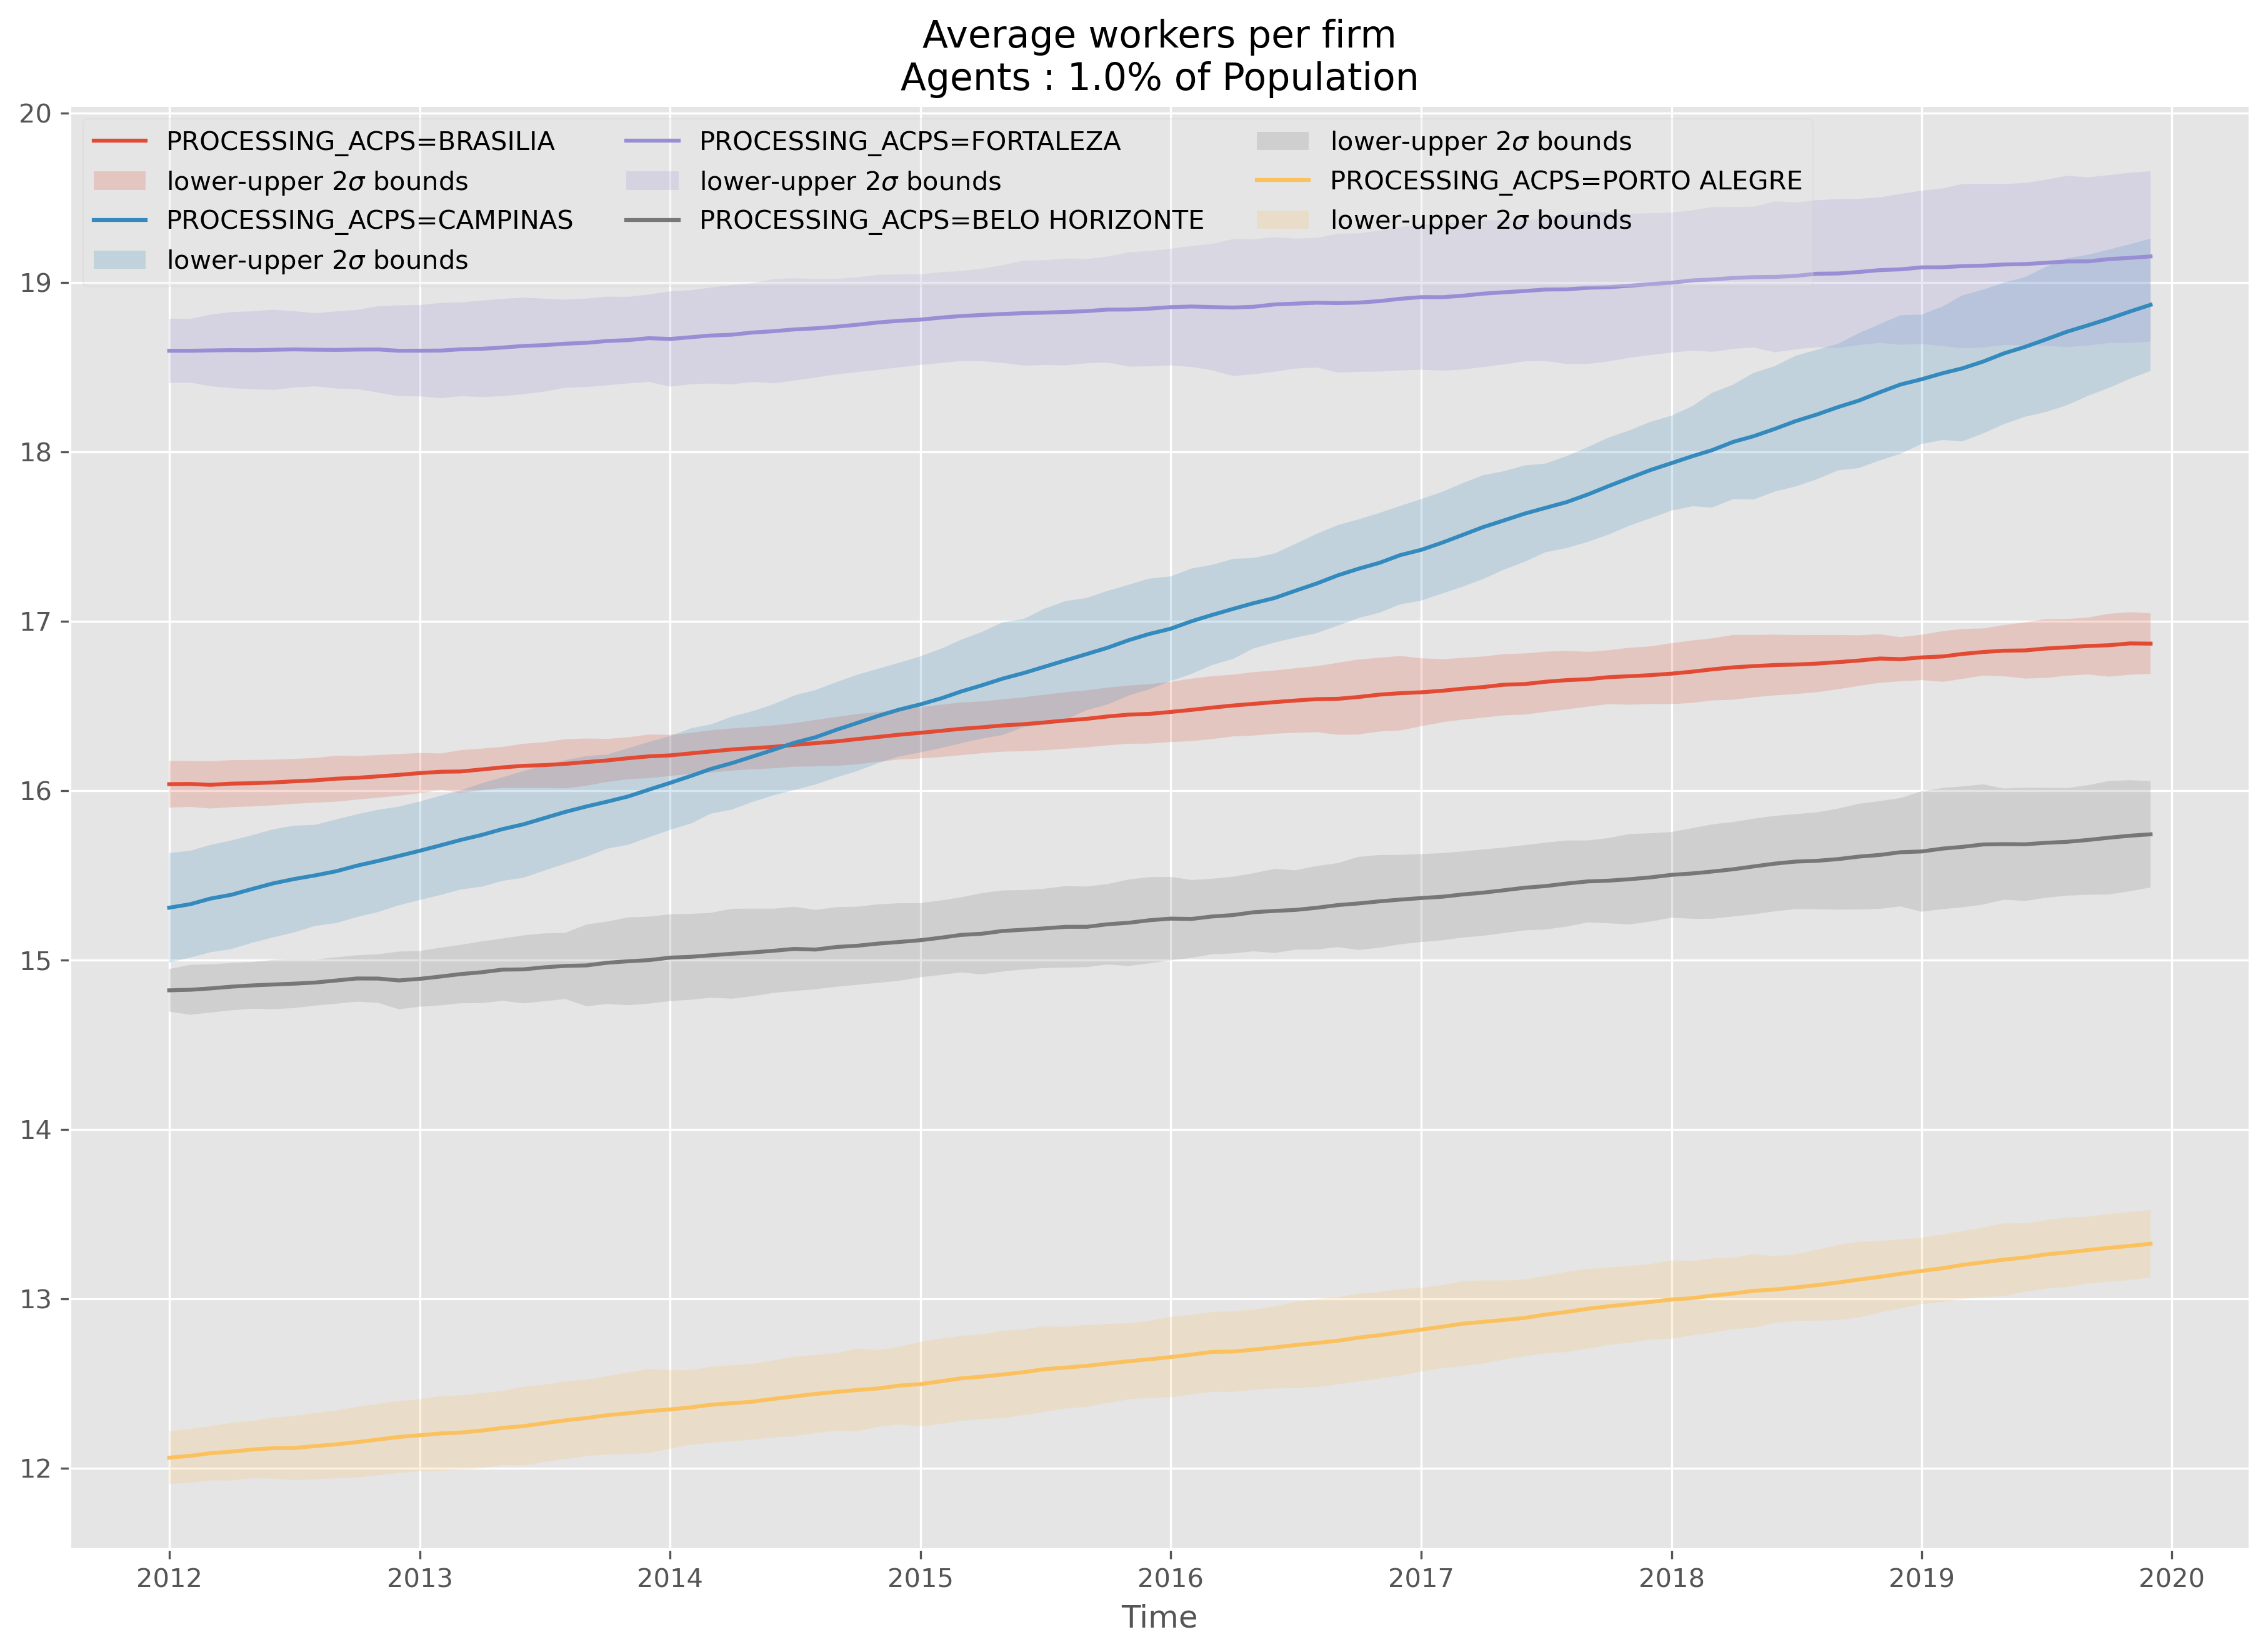 Average workers per firm
Agents : 1.0% of Population
PROCESSING_ACPS=BRASILIA
lower-upper 2σ bounds
PROCESSING_ACPS=CAMPINAS
lower-upper 2σ bounds
PROCESSING_ACPS=FORTALEZA
lower-upper 2σ bounds
PROCESSING_ACPS=BELO HORIZONTE
lower-upper 2σ bounds
PROCESSING_ACPS=PORTO ALEGRE
lower-upper 2σ bounds
20
19
18
17
16
15
14
13
12
2012 2013 2014 2015 2016 2017 2018 2019 2020
Time